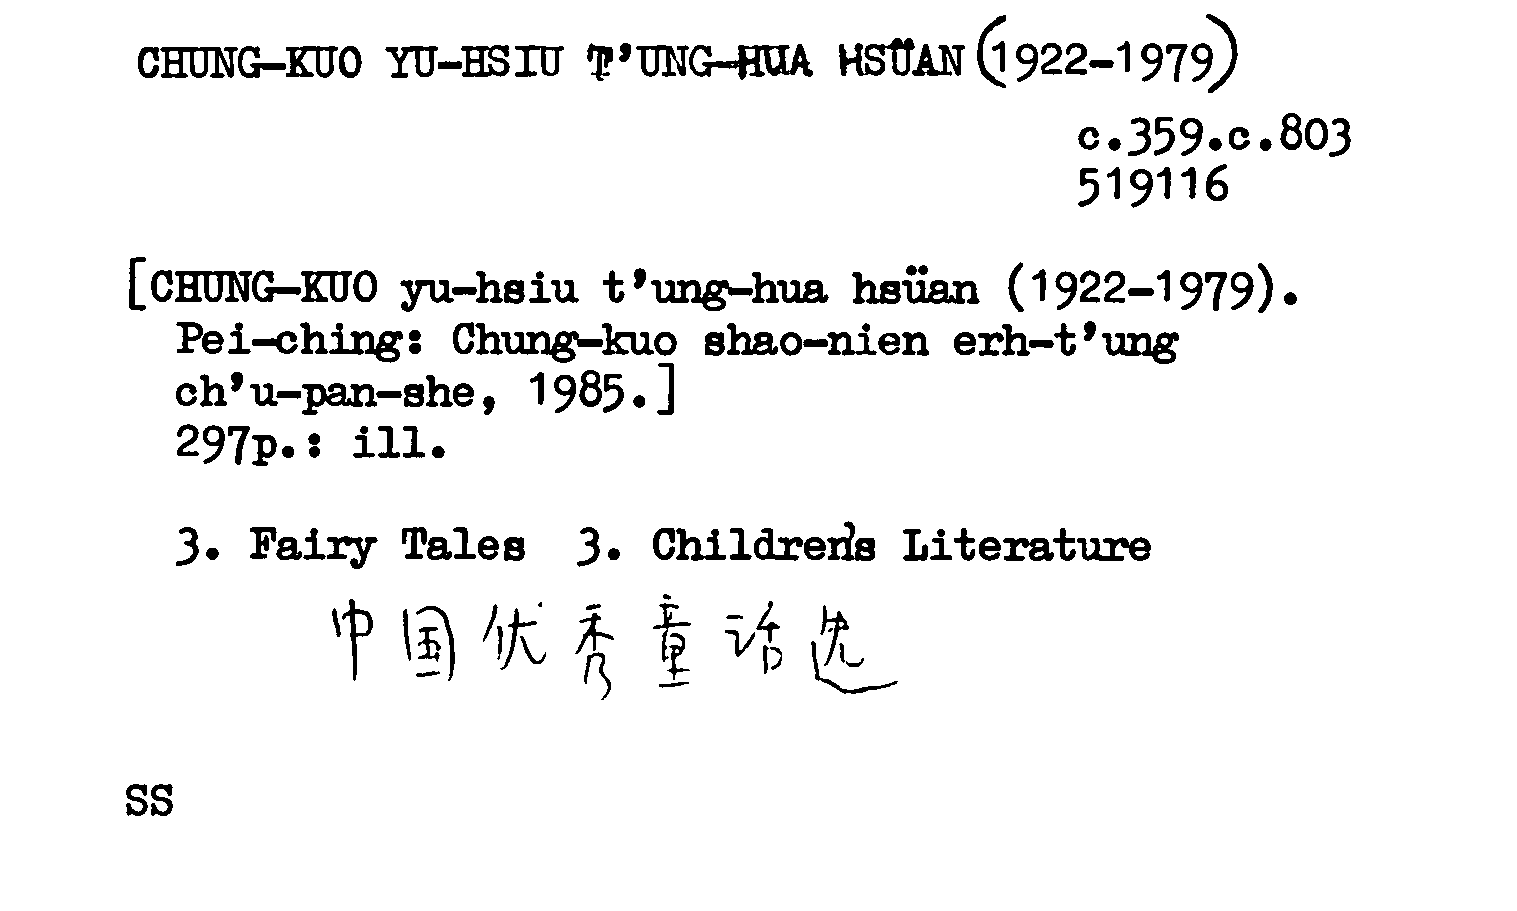 CHUNG-KUO YU-HSIU T'UNG-HUA HSÜAN (1922-1979)
c.359.c.803
519116
[CHUNG-KUO yu-hsiu t'ung-hua hsüan (1922-1979).
Pei-ching: Chung-kuo shao-nien erh-t'ung
ch'u-pan-she, 1985.]
297p.: ill.
3. Fairy Tales 3. Children's Literature
中国优秀童话选
SS